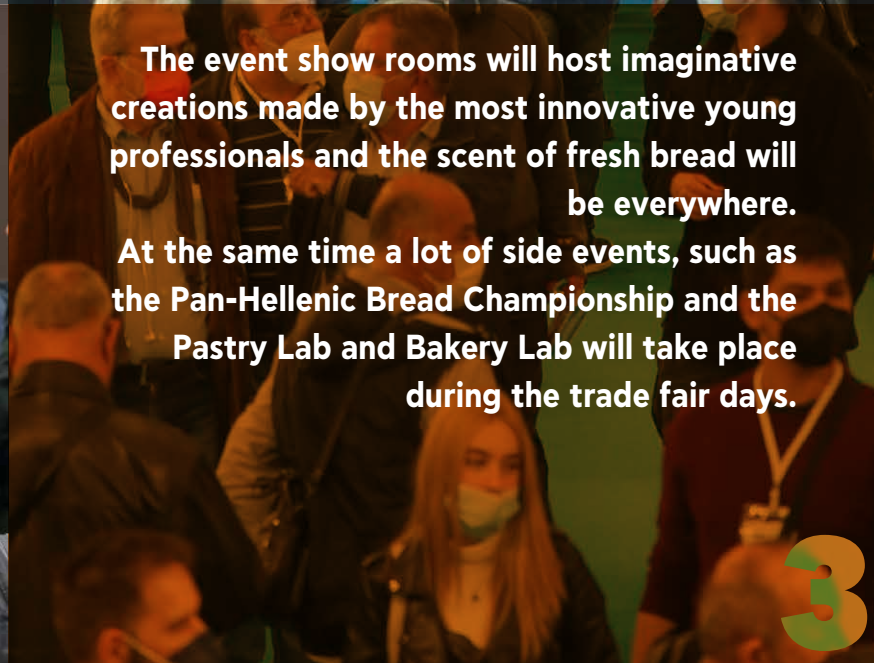 The event show rooms will host imaginative
creations made by the most innovative young
professionals and the scent of fresh bread will
be everywhere.
At the same time a lot of side events, such as
the Pan-Hellenic Bread Championship and the
Pastry Lab and Bakery Lab will take place
during the trade fair days.
3